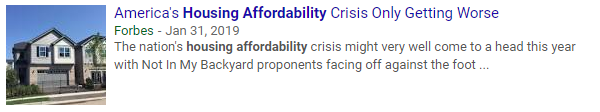 America's Housing Affordability Crisis Only Getting Worse
Forbes - Jan 31, 2019
The nation's housing affordability crisis might very well come to a head this year
with Not In My Backyard proponents facing off against the foot ...